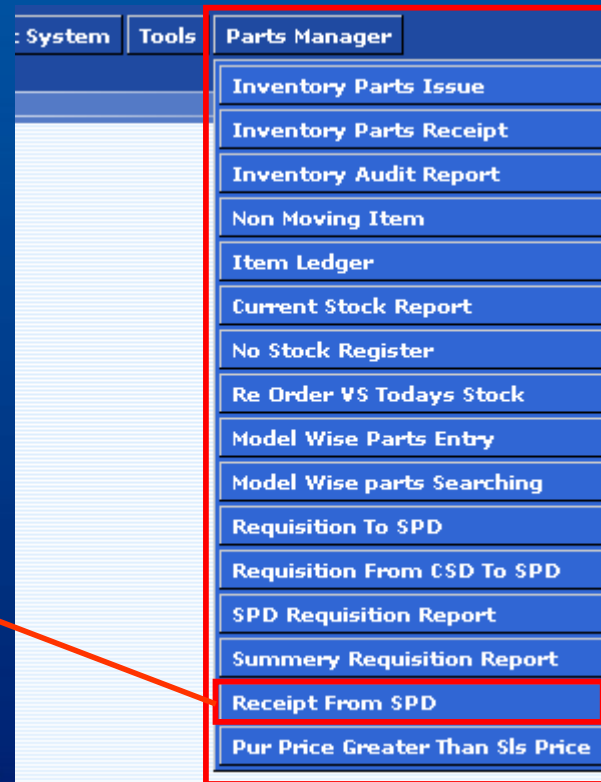 : System Tools Parts Manager
Inventory Parts Issue
Inventory Parts Receipt
Inventory Audit Report
Non Moving Item
Item Ledger
Current Stock Report
No Stock Register
Re Order VS Todays Stock
Model Wise Parts Entry
Model Wise parts Searching
Requisition To SPD
Requisition From CSD To SPD
SPD Requisition Report
Summery Requisition Report
Receipt From SPD
Pur Price Greater Than Sls Price